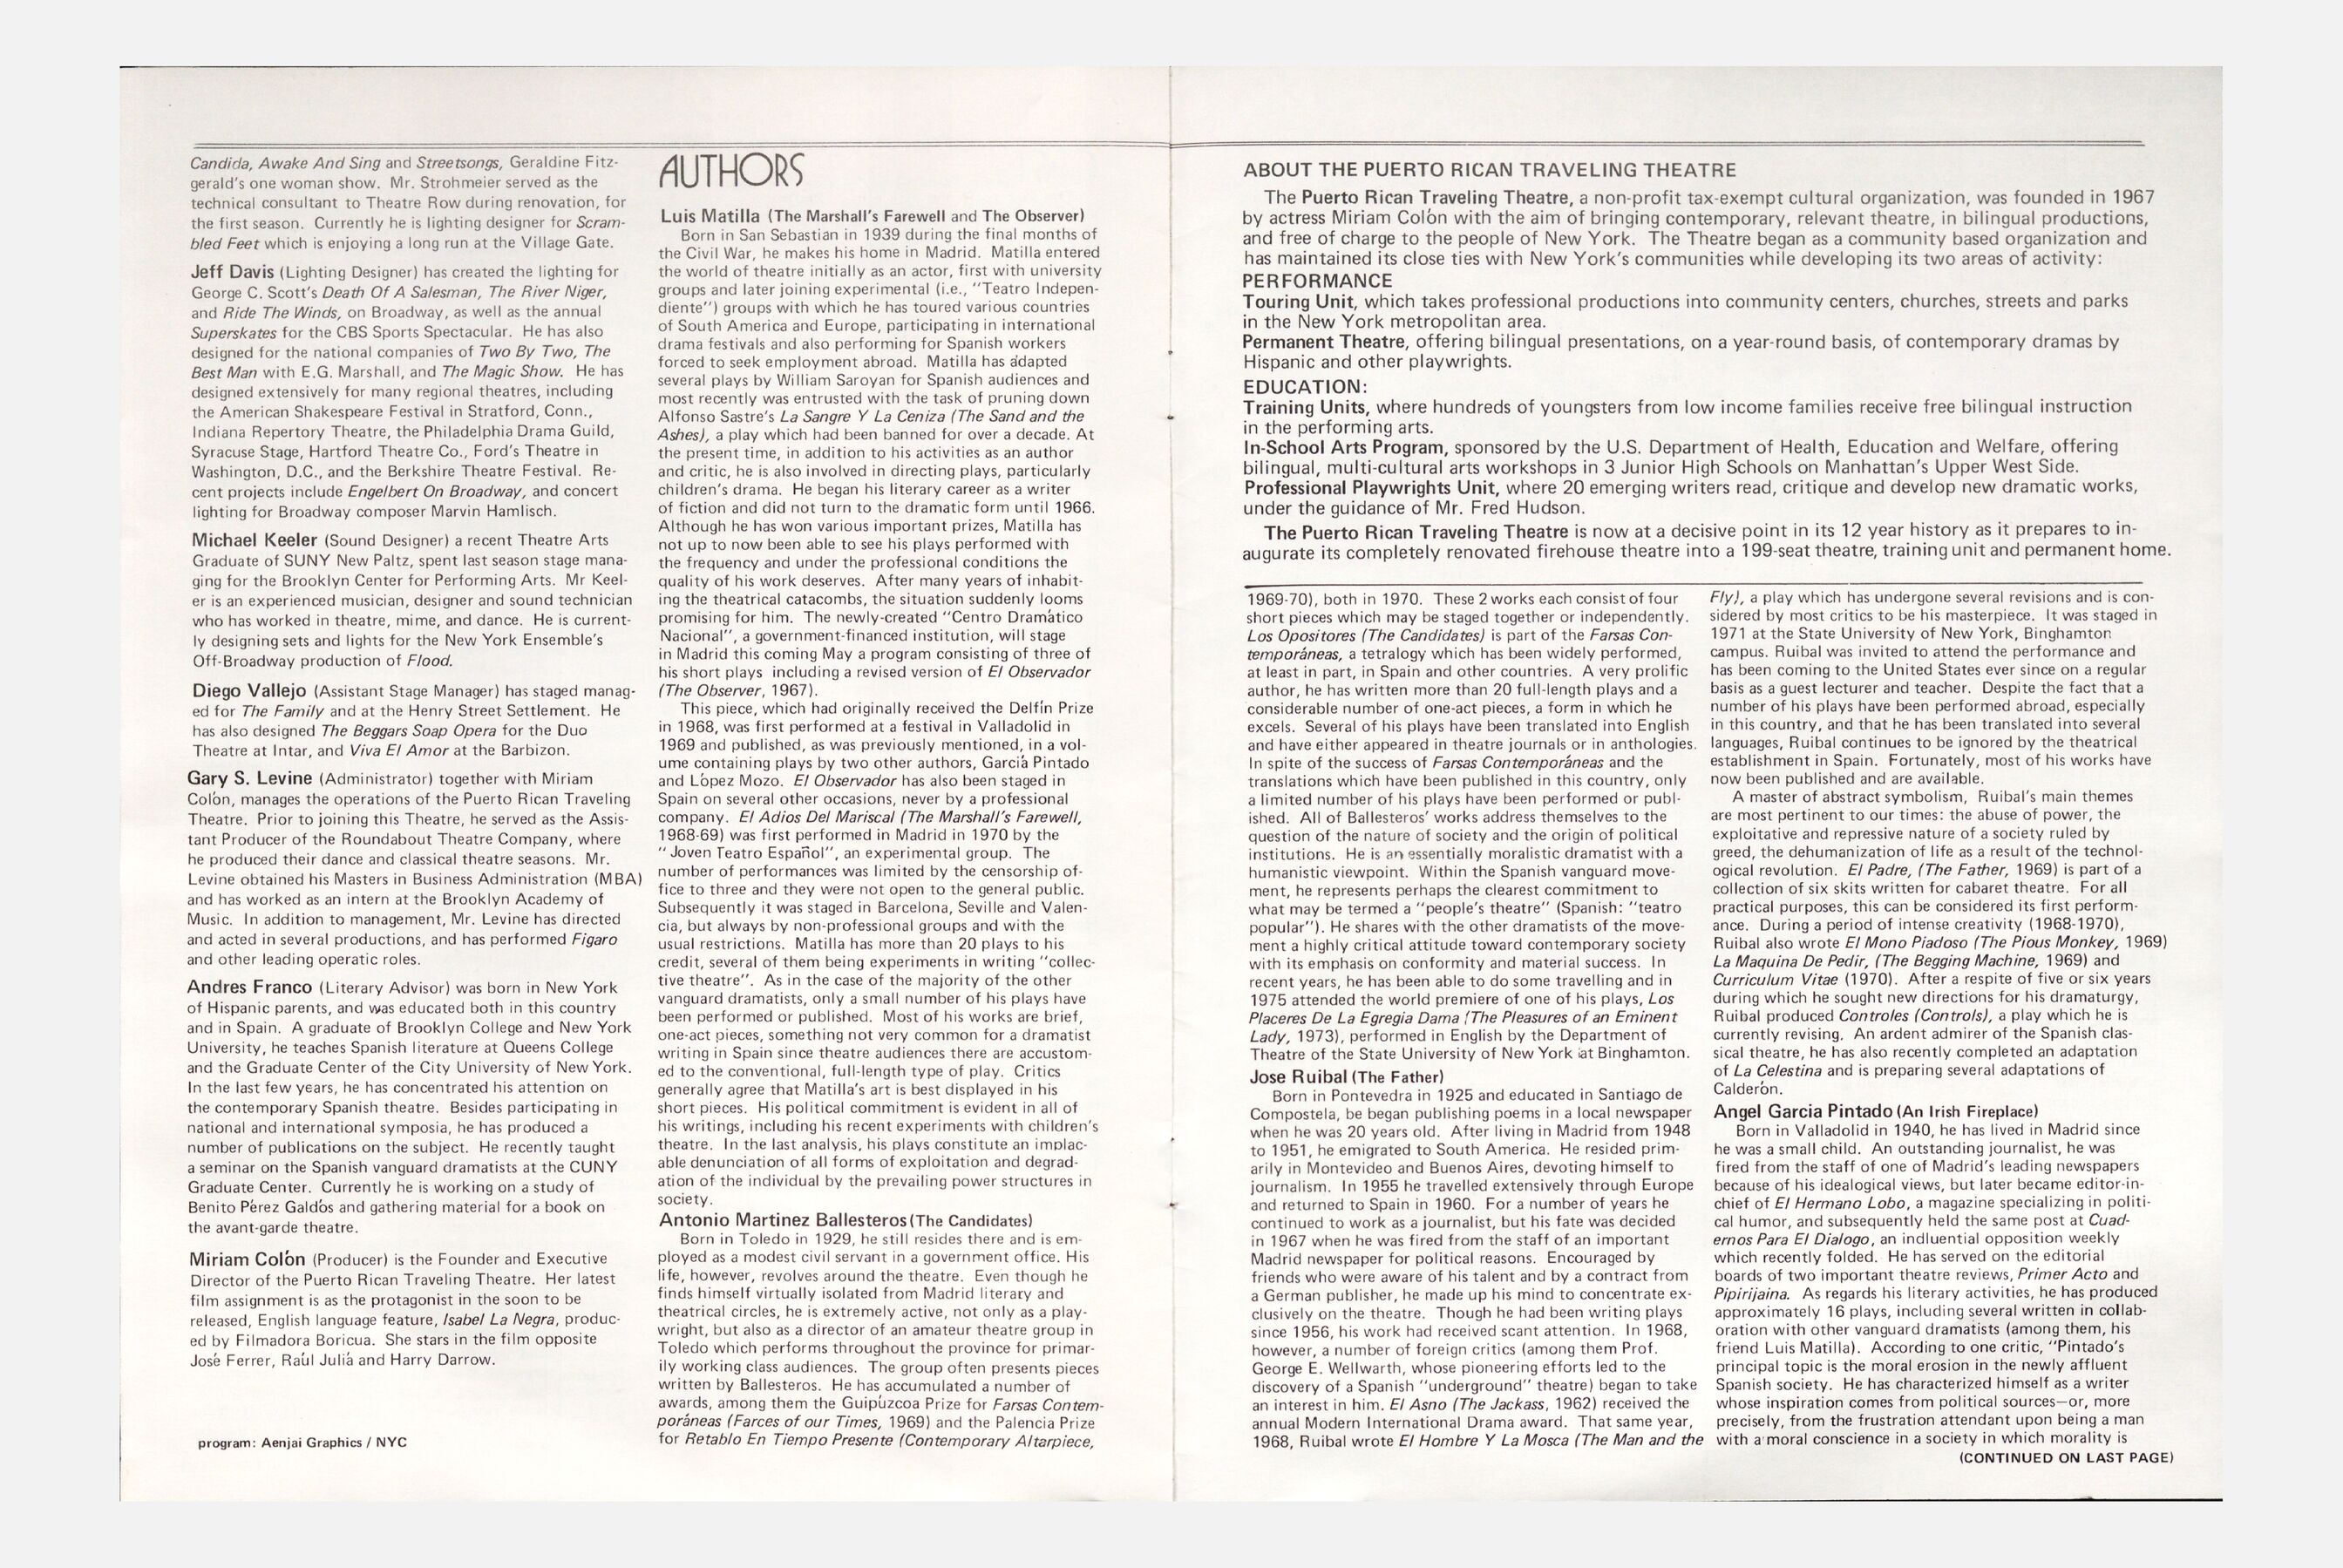 Candida, Awake And Sing and Streetsongs, Geraldine Fitz-
gerald's one woman show. Mr. Strohmeier served as the
technical consultant to Theatre Row during renovation, for
the first season. Currently he is lighting designer for Scram-
bled Feet which is enjoying a long run at the Village Gate.
Jeff Davis (Lighting Designer) has created the lighting for
George C. Scott's Death Of A Salesman, The River Niger,
and Ride The Winds, on Broadway, as well as the annual
Superskates for the CBS Sports Spectacular. He has also
designed for the national companies of Two By Two, The
Best Man with E.G. Marshall, and The Magic Show. He has
designed extensively for many regional theatres, including
the American Shakespeare Festival in Stratford, Conn.,
Indiana Repertory Theatre, the Philadelphia Drama Guild,
Syracuse Stage, Hartford Theatre Co., Ford's Theatre in
Washington, D.C., and the Berkshire Theatre Festival. Re-
cent projects include Engelbert On Broadway, and concert
lighting for Broadway composer Marvin Hamlisch.
Michael Keeler (Sound Designer) a recent Theatre Arts
Graduate of SUNY New Paltz, spent last season stage mana-
ging for the Brooklyn Center for Performing Arts. Mr Keel-
er is an experienced musician, designer and sound technician
who has worked in theatre, mime, and dance. He is current-
ly designing sets and lights for the New York Ensemble's
Off-Broadway production of Flood.
Diego Vallejo (Assistant Stage Manager) has staged manag-
ed for The Family and at the Henry Street Settlement. He
has also designed The Beggars Soap Opera for the Duo
Theatre at Intar, and Viva El Amor at the Barbizon.
Gary S. Levine (Administrator) together with Miriam
Colón, manages the operations of the Puerto Rican Traveling
Theatre. Prior to joining this Theatre, he served as the Assis-
tant Producer of the Roundabout Theatre Company, where
he produced their dance and classical theatre seasons. Mr.
Levine obtained his Masters in Business Administration (MBA)
and has worked as an intern at the Brooklyn Academy of
Music. In addition to management, Mr. Levine has directed
and acted in several productions, and has performed Figaro
and other leading operatic roles.
Andres Franco (Literary Advisor) was born in New York
of Hispanic parents, and was educated both in this country
and in Spain. A graduate of Brooklyn College and New York
University, he teaches Spanish literature at Queens College
and the Graduate Center of the City University of New York.
In the last few years, he has concentrated his attention on
the contemporary Spanish theatre. Besides participating in
national and international symposia, he has produced a
number of publications on the subject. He recently taught
a seminar on the Spanish vanguard dramatists at the CUNY
Graduate Center. Currently he is working on a study of
Benito Pérez Galdós and gathering material for a book on
the avant-garde theatre.
Miriam Colón (Producer) is the Founder and Executive
Director of the Puerto Rican Traveling Theatre. Her latest
film assignment is as the protagonist in the soon to be
released, English language feature, Isabel La Negra, produc-
ed by Filmadora Boricua. She stars in the film opposite
José Ferrer, Raúl Juliá and Harry Darrow.
program: Aenjai Graphics / NYC
AUTHORS
Luis Matilla (The Marshall's Farewell and The Observer)
Born in San Sebastian in 1939 during the final months of
the Civil War, he makes his home in Madrid. Matilla entered
the world of theatre initially as an actor, first with university
groups and later joining experimental (i.e., "Teatro Indepen-
diente") groups with which he has toured various countries
of South America and Europe, participating in international
drama festivals and also performing for Spanish workers
forced to seek employment abroad. Matilla has adapted
several plays by William Saroyan for Spanish audiences and
most recently was entrusted with the task of pruning down
Alfonso Sastre's La Sangre Y La Ceniza (The Sand and the
Ashes), a play which had been banned for over a decade. At
the present time, in addition to his activities as an author
and critic, he is also involved in directing plays, particularly
children's drama. He began his literary career as a writer
of fiction and did not turn to the dramatic form until 1966.
Although he has won various important prizes, Matilla has
not up to now been able to see his plays performed with
the frequency and under the professional conditions the
quality of his work deserves. After many years of inhabit-
ing the theatrical catacombs, the situation suddenly looms
promising for him. The newly-created "Centro Dramático
Nacional", a government-financed institution, will stage
in Madrid this coming May a program consisting of three of
his short plays including a revised version of El Observador
(The Observer, 1967).
This piece, which had originally received the Delfín Prize
in 1968, was first performed at a festival in Valladolid in
1969 and published, as was previously mentioned, in a vol-
ume containing plays by two other authors, Garciá Pintado
and López Mozo. El Observador has also been staged in
Spain on several other occasions, never by a professional
company. El Adios Del Mariscal (The Marshall's Farewell,
1968-69) was first performed in Madrid in 1970 by the
"Joven Teatro Español", an experimental group. The
number of performances was limited by the censorship of-
fice to three and they were not open to the general public.
Subsequently it was staged in Barcelona, Seville and Valen-
cia, but always by non-professional groups and with the
usual restrictions. Matilla has more than 20 plays to his
credit, several of them being experiments in writing "collec-
tive theatre". As in the case of the majority of the other
vanguard dramatists, only a small number of his plays have
been performed or published. Most of his works are brief,
one-act pieces, something not very common for a dramatist
writing in Spain since theatre audiences there are accustom-
ed to the conventional, full-length type of play. Critics
generally agree that Matilla's art is best displayed in his
short pieces. His political commitment is evident in all of
his writings, including his recent experiments with children's
theatre. In the last analysis, his plays constitute an implac-
able denunciation of all forms of exploitation and degrad-
ation of the individual by the prevailing power structures in
society.
Antonio Martinez Ballesteros (The Candidates)
Born in Toledo in 1929, he still resides there and is em-
ployed as a modest civil servant in a government office. His
life, however, revolves around the theatre. Even though he
finds himself virtually isolated from Madrid literary and
theatrical circles, he is extremely active, not only as a play-
wright, but also as a director of an amateur theatre group in
Toledo which performs throughout the province for primar-
ily working class audiences. The group often presents pieces
written by Ballesteros. He has accumulated a number of
awards, among them the Guipúzcoa Prize for Farsas Contem-
poráneas (Farces of our Times, 1969) and the Palencia Prize
for Retablo En Tiempo Presente (Contemporary Altarpiece,
ABOUT THE PUERTO RICAN TRAVELING THEATRE
The Puerto Rican Traveling Theatre, a non-profit tax-exempt cultural organization, was founded in 1967
by actress Miriam Colón with the aim of bringing contemporary, relevant theatre, in bilingual productions,
and free of charge to the people of New York. The Theatre began as a community based organization and
has maintained its close ties with New York's communities while developing its two areas of activity:
PERFORMANCE
Touring Unit, which takes professional productions into community centers, churches, streets and parks
in the New York metropolitan area.
Permanent Theatre, offering bilingual presentations, on a year-round basis, of contemporary dramas by
Hispanic and other playwrights.
EDUCATION:
Training Units, where hundreds of youngsters from low income families receive free bilingual instruction
in the performing arts.
In-School Arts Program, sponsored by the U.S. Department of Health, Education and Welfare, offering
bilingual, multi-cultural arts workshops in 3 Junior High Schools on Manhattan's Upper West Side.
Professional Playwrights Unit, where 20 emerging writers read, critique and develop new dramatic works,
under the guidance of Mr. Fred Hudson.
The Puerto Rican Traveling Theatre is now at a decisive point in its 12 year history as it prepares to in-
augurate its completely renovated firehouse theatre into a 199-seat theatre, training unit and permanent home.
1969-70), both in 1970. These 2 works each consist of four
short pieces which may be staged together or independently.
Los Opositores (The Candidates) is part of the Farsas Con-
temporáneas, a tetralogy which has been widely performed,
at least in part, in Spain and other countries. A very prolific
author, he has written more than 20 full-length plays and a
considerable number of one-act pieces, a form in which he
excels. Several of his plays have been translated into English
and have either appeared in theatre journals or in anthologies.
In spite of the success of Farsas Contemporáneas and the
translations which have been published in this country, only
a limited number of his plays have been performed or publ-
ished. All of Ballesteros' works address themselves to the
question of the nature of society and the origin of political
institutions. He is an essentially moralistic dramatist with a
humanistic viewpoint. Within the Spanish vanguard move-
ment, he represents perhaps the clearest commitment to
what may be termed a "people's theatre" (Spanish: "teatro
popular"). He shares with the other dramatists of the move-
ment a highly critical attitude toward contemporary society
with its emphasis on conformity and material success. In
recent years, he has been able to do some travelling and in
1975 attended the world premiere of one of his plays, Los
Placeres De La Egregia Dama (The Pleasures of an Eminent
Lady, 1973), performed in English by the Department of
Theatre of the State University of New York at Binghamton.
Jose Ruibal (The Father)
Born in Pontevedra in 1925 and educated in Santiago de
Compostela, be began publishing poems in a local newspaper
when he was 20 years old. After living in Madrid from 1948
to 1951, he emigrated to South America. He resided prim-
arily in Montevideo and Buenos Aires, devoting himself to
journalism. In 1955 he travelled extensively through Europe
and returned to Spain in 1960. For a number of years he
continued to work as a journalist, but his fate was decided
in 1967 when he was fired from the staff of an important
Madrid newspaper for political reasons. Encouraged by
friends who were aware of his talent and by a contract from
a German publisher, he made up his mind to concentrate ex-
clusively on the theatre. Though he had been writing plays
since 1956, his work had received scant attention. In 1968,
however, a number of foreign critics (among them Prof.
George E. Wellwarth, whose pioneering efforts led to the
discovery of a Spanish "underground" theatre) began to take
an interest in him. El Asno (The Jackass, 1962) received the
annual Modern International Drama award. That same year,
1968, Ruibal wrote El Hombre Y La Mosca (The Man and the
Fly), a play which has undergone several revisions and is con-
sidered by most critics to be his masterpiece. It was staged in
1971 at the State University of New York, Binghamton
campus. Ruibal was invited to attend the performance and
has been coming to the United States ever since on a regular
basis as a guest lecturer and teacher. Despite the fact that a
number of his plays have been performed abroad, especially
in this country, and that he has been translated into several
languages, Ruibal continues to be ignored by the theatrical
establishment in Spain. Fortunately, most of his works have
now been published and are available.
A master of abstract symbolism, Ruibal's main themes
are most pertinent to our times: the abuse of power, the
exploitative and repressive nature of a society ruled by
greed, the dehumanization of life as a result of the technol-
ogical revolution. El Padre, (The Father, 1969) is part of a
collection of six skits written for cabaret theatre. For all
practical purposes, this can be considered its first perform-
ance. During a period of intense creativity (1968-1970),
Ruibal also wrote El Mono Piadoso (The Pious Monkey, 1969)
La Maquina De Pedir, (The Begging Machine, 1969) and
Curriculum Vitae (1970). After a respite of five or six years
during which he sought new directions for his dramaturgy,
Ruibal produced Controles (Controls), a play which he is
currently revising. An ardent admirer of the Spanish clas-
sical theatre, he has also recently completed an adaptation
of La Celestina and is preparing several adaptations of
Calderón.
Angel Garcia Pintado (An Irish Fireplace)
Born in Valladolid in 1940, he has lived in Madrid since
he was a small child. An outstanding journalist, he was
fired from the staff of one of Madrid's leading newspapers
because of his idealogical views, but later became editor-in-
chief of El Hermano Lobo, a magazine specializing in politi-
cal humor, and subsequently held the same post at Cuad-
ernos Para El Dialogo, an indluential opposition weekly
which recently folded. He has served on the editorial
boards of two important theatre reviews, Primer Acto and
Pipirijaina. As regards his literary activities, he has produced
approximately 16 plays, including several written in collab-
oration with other vanguard dramatists (among them, his
friend Luis Matilla). According to one critic, "Pintado's
principal topic is the moral erosion in the newly affluent
Spanish society. He has characterized himself as a writer
whose inspiration comes from political sources—or, more
precisely, from the frustration attendant upon being a man
with a moral conscience in a society in which morality is
(CONTINUED ON LAST PAGE)